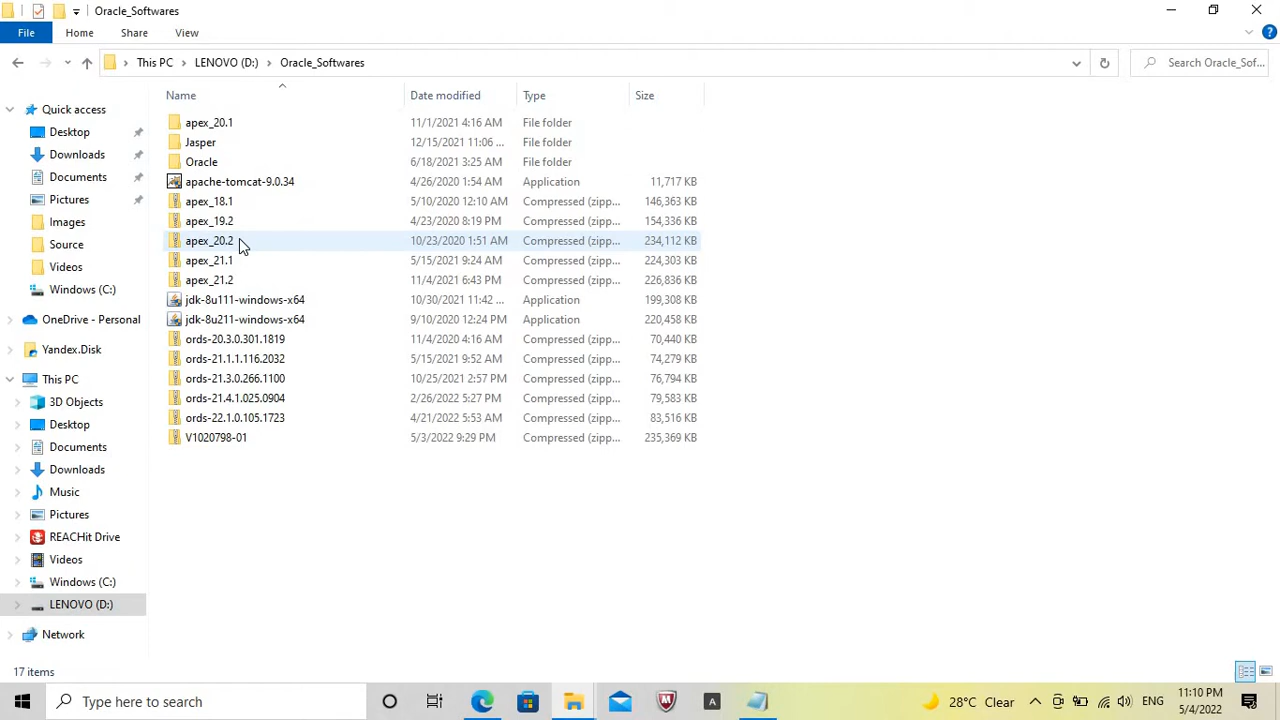 Oracle_Softwares
File Home Share View
This PC LENOVO (D:) Oracle_Softwares Search Oracle_Sof...
Name Date modified Type Size
apex_20.1 11/1/2021 4:16 AM File folder
Jasper 12/15/2021 11:06 ... File folder
Oracle 6/18/2021 3:25 AM File folder
apache-tomcat-9.0.34 4/26/2020 1:54 AM Application 11,717 KB
apex_18.1 5/10/2020 12:10 AM Compressed (zipp... 146,363 KB
apex_19.2 4/23/2020 8:19 PM Compressed (zipp... 154,336 KB
apex_20.2 10/23/2020 1:51 AM Compressed (zipp... 234,112 KB
apex_21.1 5/15/2021 9:24 AM Compressed (zipp... 224,303 KB
apex_21.2 11/4/2021 6:43 PM Compressed (zipp... 226,836 KB
jdk-8u111-windows-x64 10/30/2021 11:42 ... Application 199,308 KB
jdk-8u211-windows-x64 9/10/2020 12:24 PM Application 220,458 KB
ords-20.3.0.301.1819 11/4/2020 4:16 AM Compressed (zipp... 70,440 KB
ords-21.1.1.116.2032 5/15/2021 9:52 AM Compressed (zipp... 74,279 KB
ords-21.3.0.266.1100 10/25/2021 2:57 PM Compressed (zipp... 76,794 KB
ords-21.4.1.025.0904 2/26/2022 5:27 PM Compressed (zipp... 79,583 KB
ords-22.1.0.105.1723 4/21/2022 5:53 AM Compressed (zipp... 83,516 KB
V1020798-01 5/3/2022 9:29 PM Compressed (zipp... 235,369 KB
Quick access
Desktop
Downloads
Documents
Pictures
Images
Source
Videos
Windows (C:)
OneDrive - Personal
Yandex.Disk
This PC
3D Objects
Desktop
Documents
Downloads
Music
Pictures
REACHit Drive
Videos
Windows (C:)
LENOVO (D:)
Network
17 items
Type here to search
A
28°C Clear
ENG
11:10 PM
5/4/2022